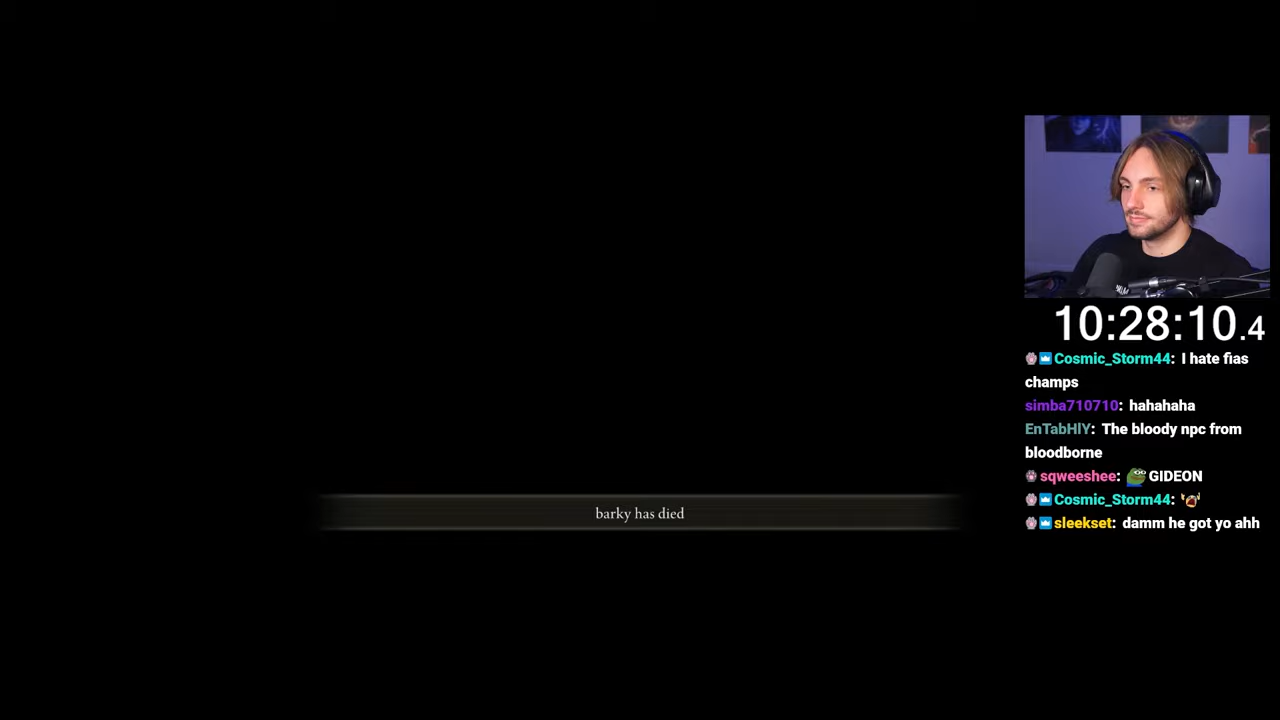 10:28:10.4
Cosmic_Storm44: I hate fias
champs
simba710710: hahahaha
EnTabHlY: The bloody npc from
bloodborne
sqweeshee: GIDEON
Cosmic_Storm44:
sleekset: damm he got yo ahh
barky has died